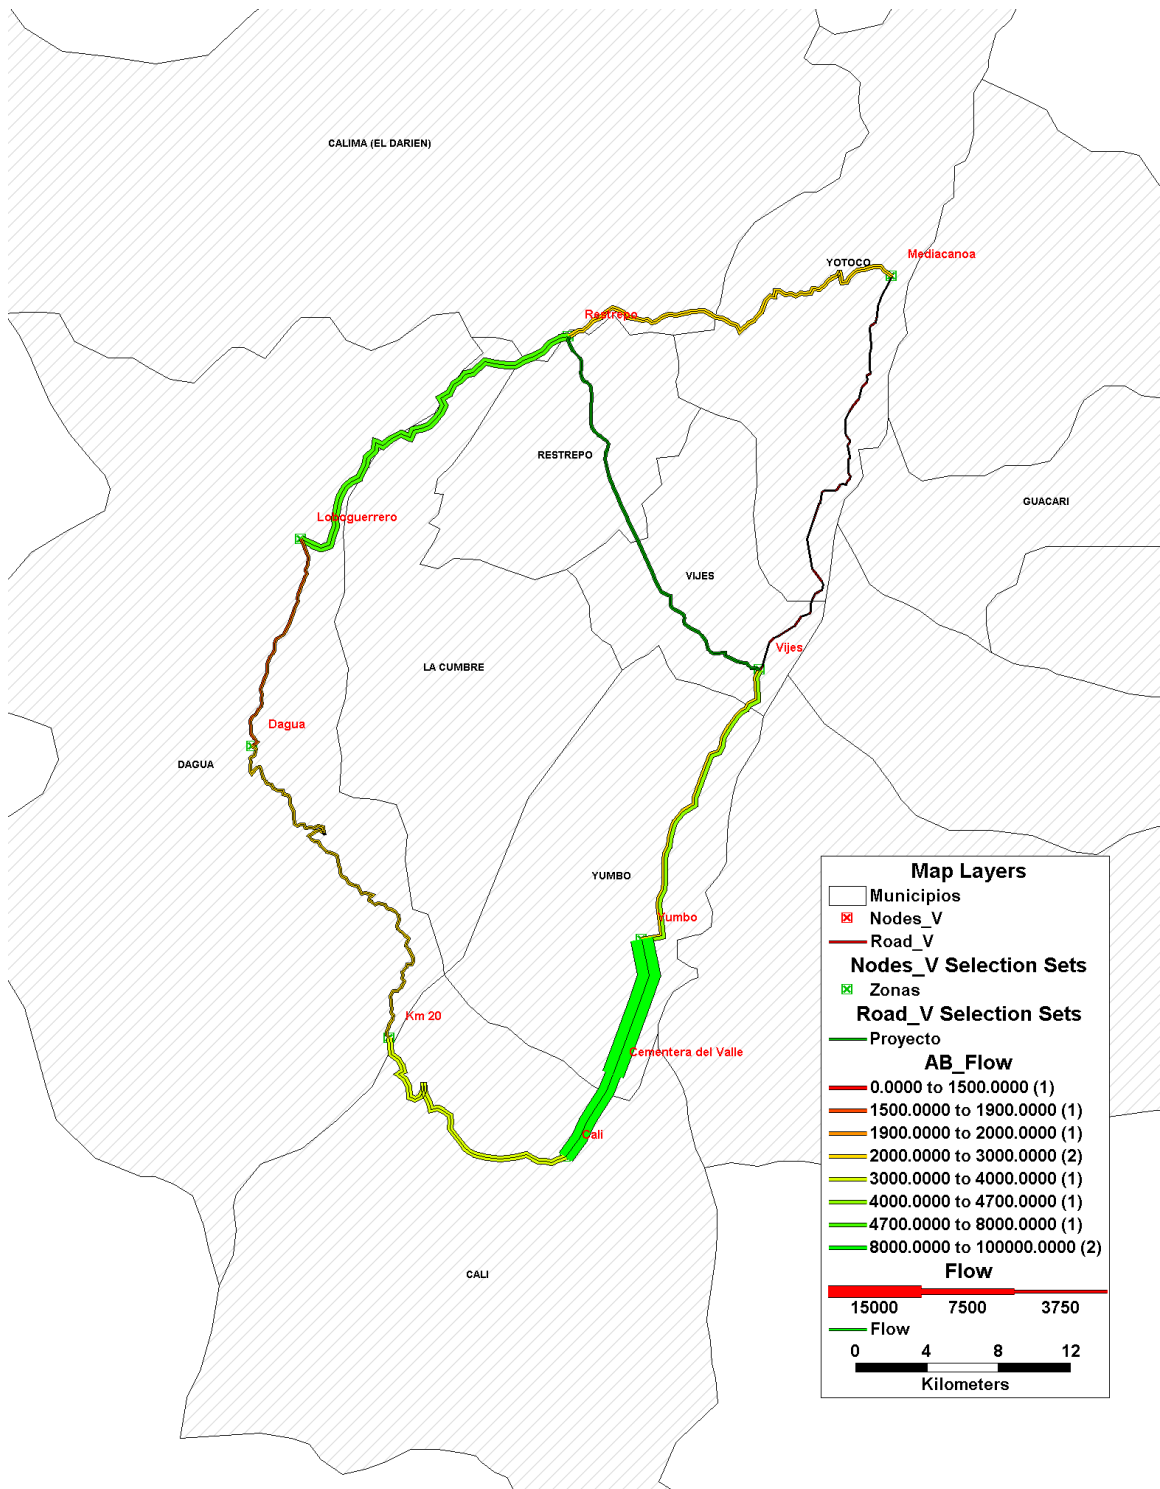 CALIMA (EL DARIEN)
Mediacanoa
YOTOCO
Restrepo
RESTREPO
GUACARI
Loboguerrero
VIJES
Vijes
LA CUMBRE
Dagua
DAGUA
YUMBO
Yumbo
Km 20
Cementera del Valle
Cali
CALI
Map Layers
Municipios
Nodes_V
Road_V
Nodes_V Selection Sets
Zonas
Road_V Selection Sets
Proyecto
AB_Flow
0.0000 to 1500.0000 (1)
1500.0000 to 1900.0000 (1)
1900.0000 to 2000.0000 (1)
2000.0000 to 3000.0000 (2)
3000.0000 to 4000.0000 (1)
4000.0000 to 4700.0000 (1)
4700.0000 to 8000.0000 (1)
8000.0000 to 100000.0000 (2)
Flow
15000 7500 3750
Flow
0 4 8 12
Kilometers